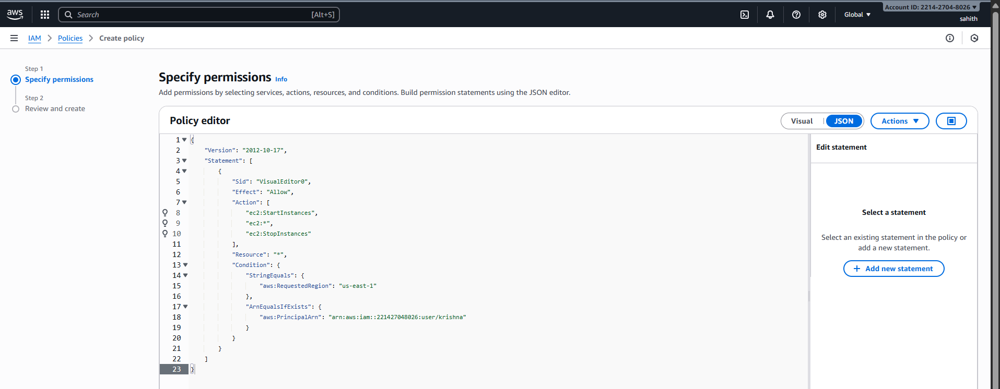 aws
Search
[Alt+S]
Global
Account ID: 2214-2704-8026
sahith
IAM
Policies
Create policy
Step 1
Specify permissions
Step 2
Review and create
Specify permissions Info
Add permissions by selecting services, actions, resources, and conditions. Build permission statements using the JSON editor.
Policy editor
Visual
JSON
Actions
1 {
2 "Version": "2012-10-17",
3 "Statement": [
4 {
5 "Sid": "VisualEditor0",
6 "Effect": "Allow",
7 "Action": [
8 "ec2:StartInstances",
9 "ec2:*",
10 "ec2:StopInstances"
11 ],
12 "Resource": "*",
13 "Condition": {
14 "StringEquals": {
15 "aws:RequestedRegion": "us-east-1"
16 },
17 "ArnEqualsIfExists": {
18 "aws:PrincipalArn": "arn:aws:iam::221427048026:user/krishna"
19 }
20 }
21 }
22 ]
23 }
Edit statement
Select a statement
Select an existing statement in the policy or
add a new statement.
+ Add new statement